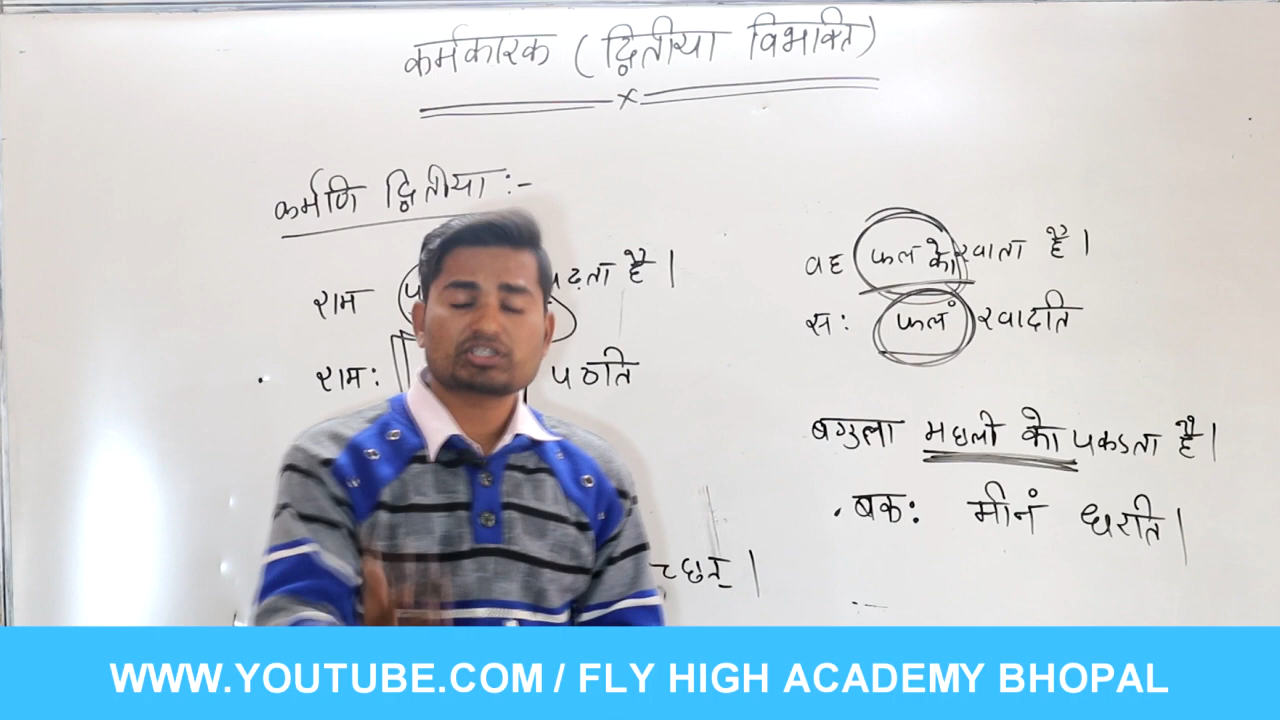 कर्मकारक (द्वितीया विभक्ति)
कर्मणि द्वितीया :-
राम पढ़ता है।
रामः पठति
वह फल को खाता है।
सः फलं खादति
बगुला मछली को पकडता है।
बकः मीनं धरति।
WWW.YOUTUBE.COM / FLY HIGH ACADEMY BHOPAL